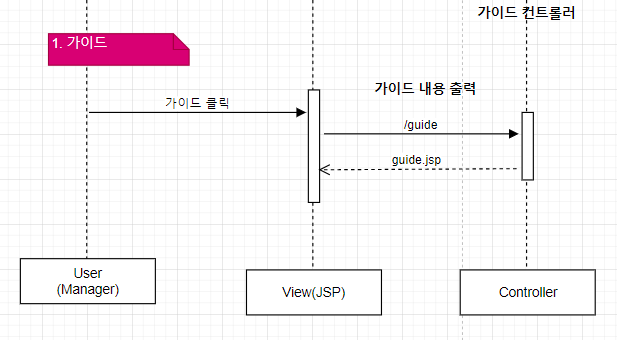 가이드 컨트롤러
1. 가이드
가이드 내용 출력
가이드 클릭
/guide
guide.jsp
User
(Manager)
View(JSP)
Controller